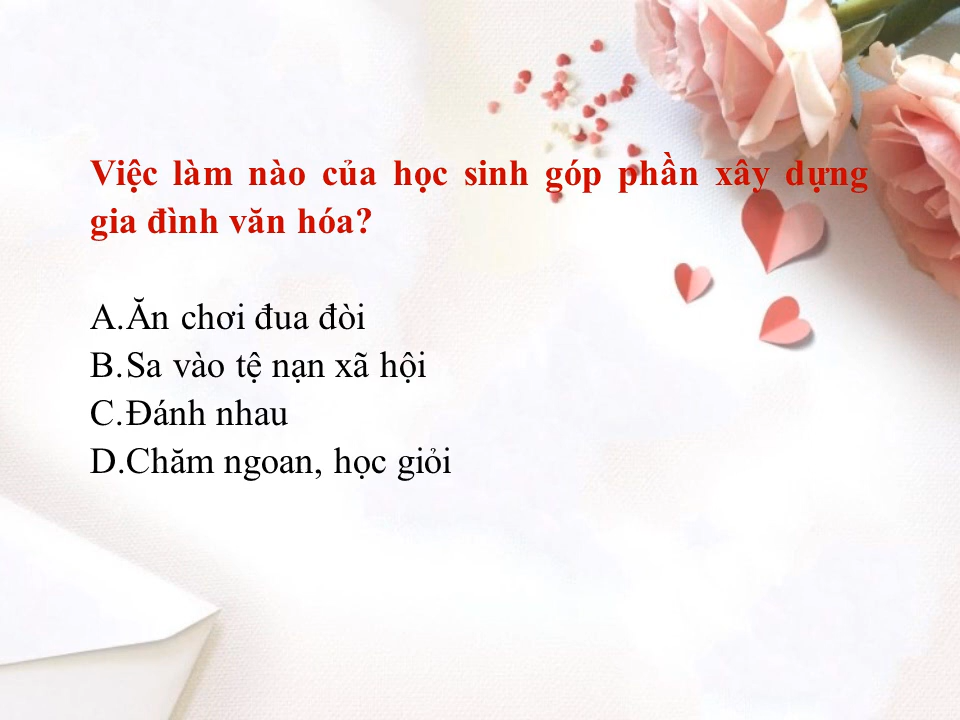 Việc làm nào của học sinh góp phần xây dựng
gia đình văn hóa?
A.Ăn chơi đua đòi
B.Sa vào tệ nạn xã hội
C.Đánh nhau
D.Chăm ngoan, học giỏi